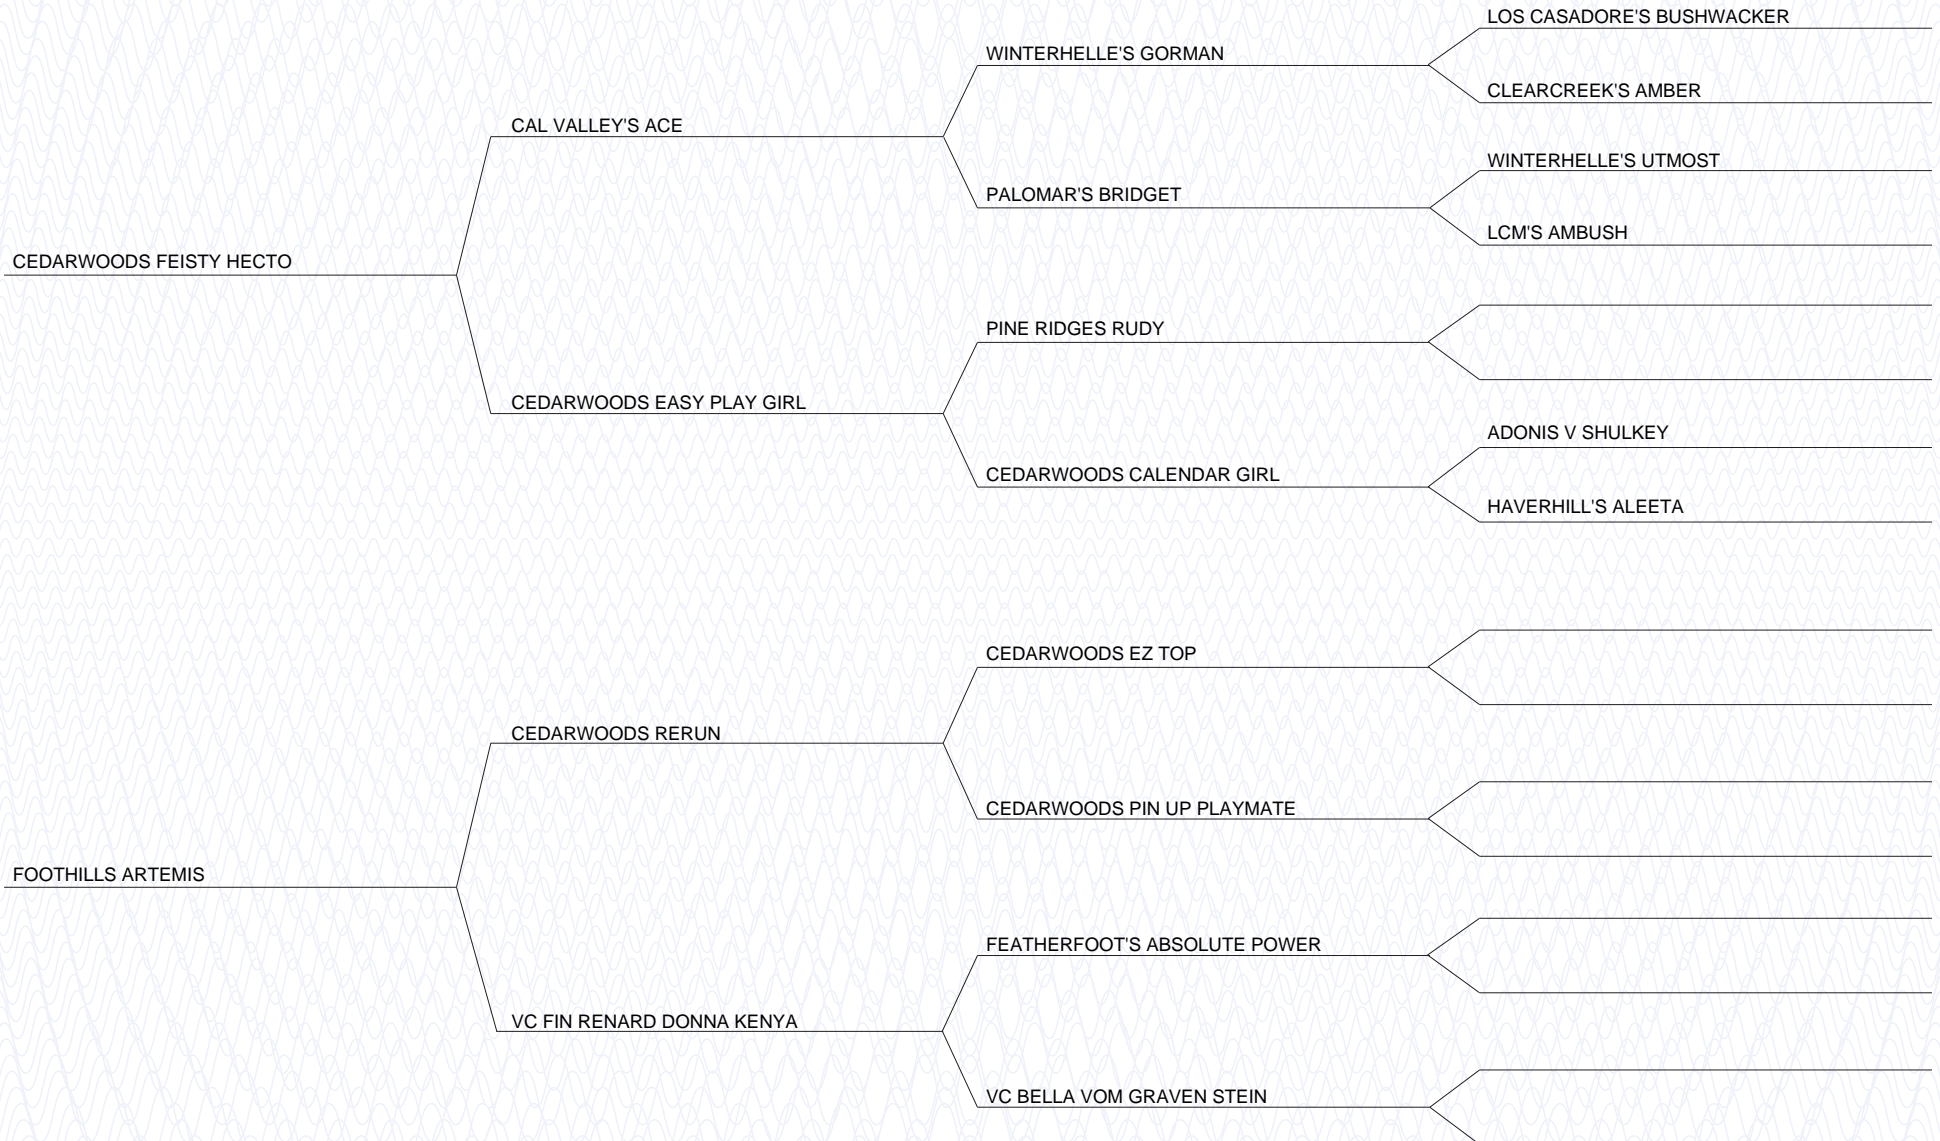 LOS CASADORE'S BUSHWACKER
WINTERHELLE'S GORMAN
CLEARCREEK'S AMBER
CAL VALLEY'S ACE
WINTERHELLE'S UTMOST
PALOMAR'S BRIDGET
LCM'S AMBUSH
CEDARWOODS FEISTY HECTO
PINE RIDGES RUDY
CEDARWOODS EASY PLAY GIRL
ADONIS V SHULKEY
CEDARWOODS CALENDAR GIRL
HAVERHILL'S ALEETA
CEDARWOODS EZ TOP
CEDARWOODS RERUN
CEDARWOODS PIN UP PLAYMATE
FOOTHILLS ARTEMIS
FEATHERFOOT'S ABSOLUTE POWER
VC FIN RENARD DONNA KENYA
VC BELLA VOM GRAVEN STEIN